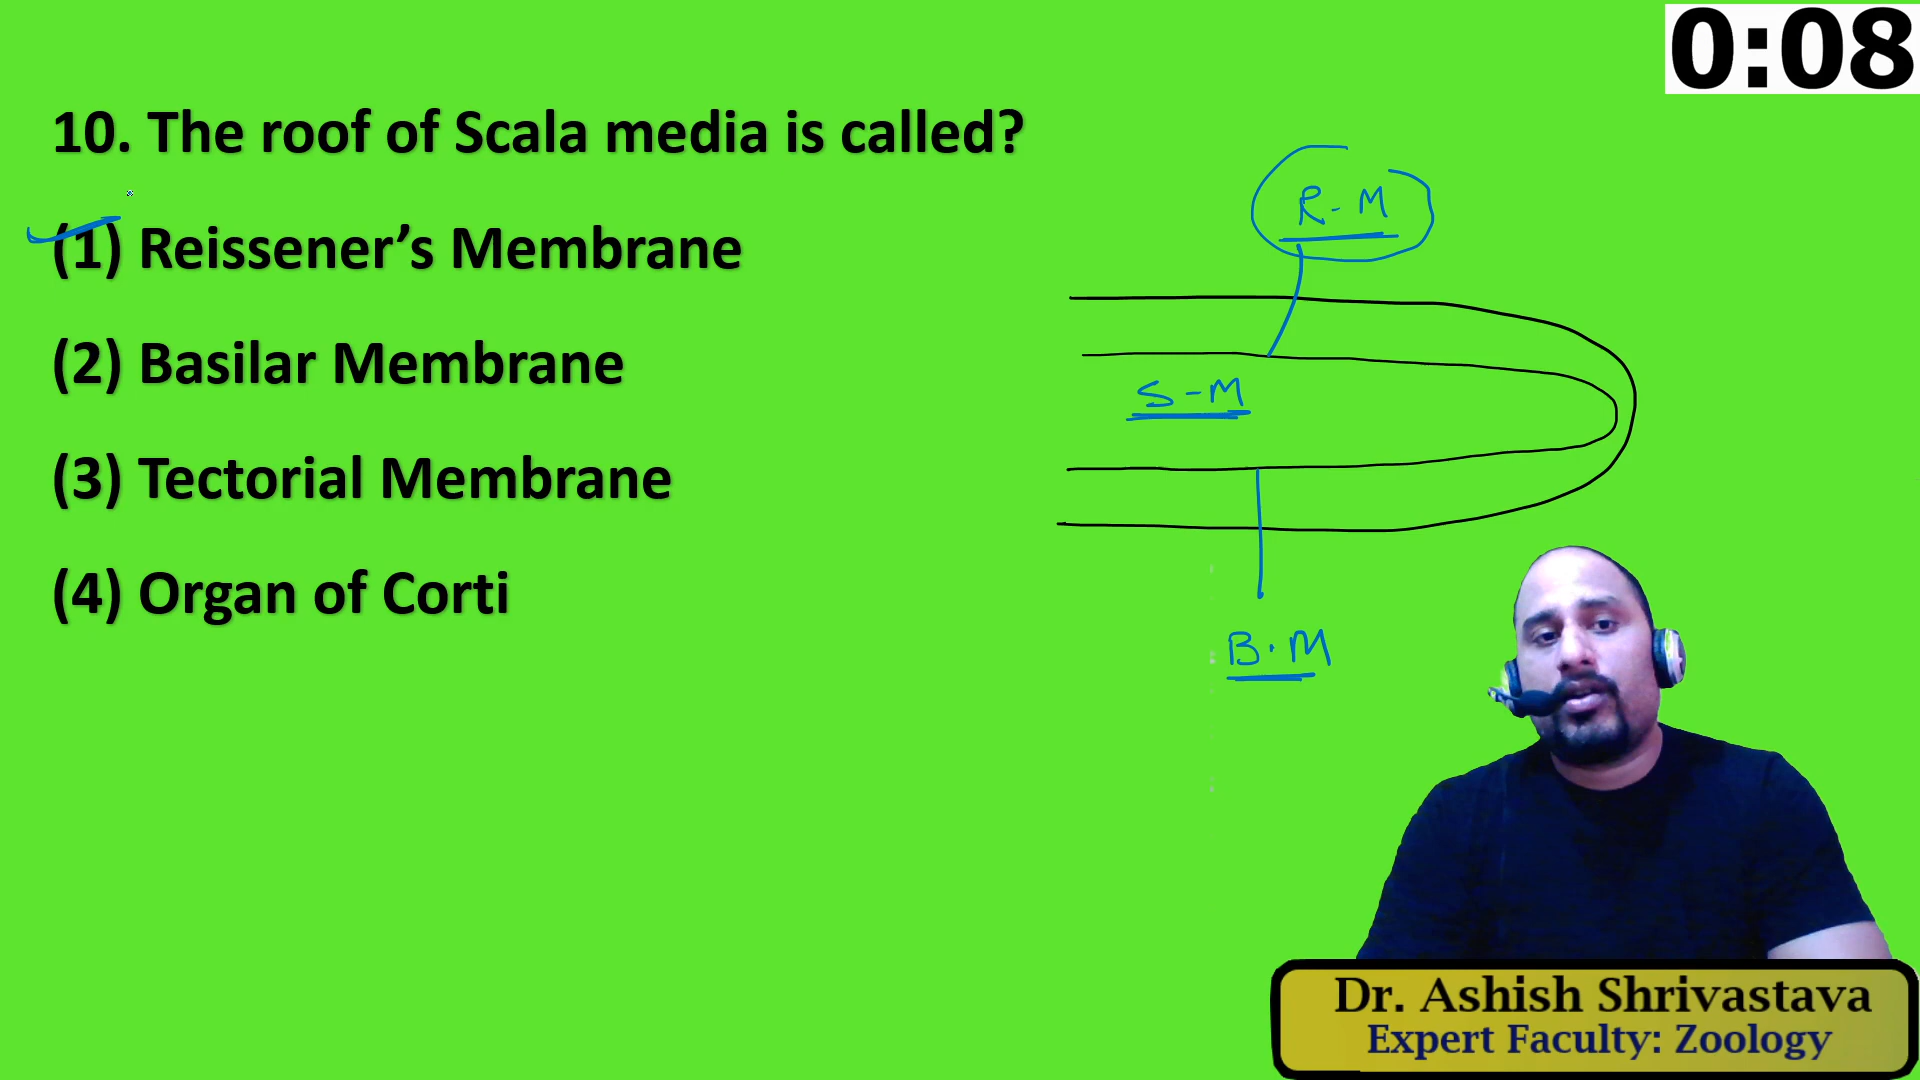 0:08
10. The roof of Scala media is called?
(1) Reissener’s Membrane
(2) Basilar Membrane
(3) Tectorial Membrane
(4) Organ of Corti
R-M
S-M
B.M
Dr. Ashish Shrivastava
Expert Faculty: Zoology